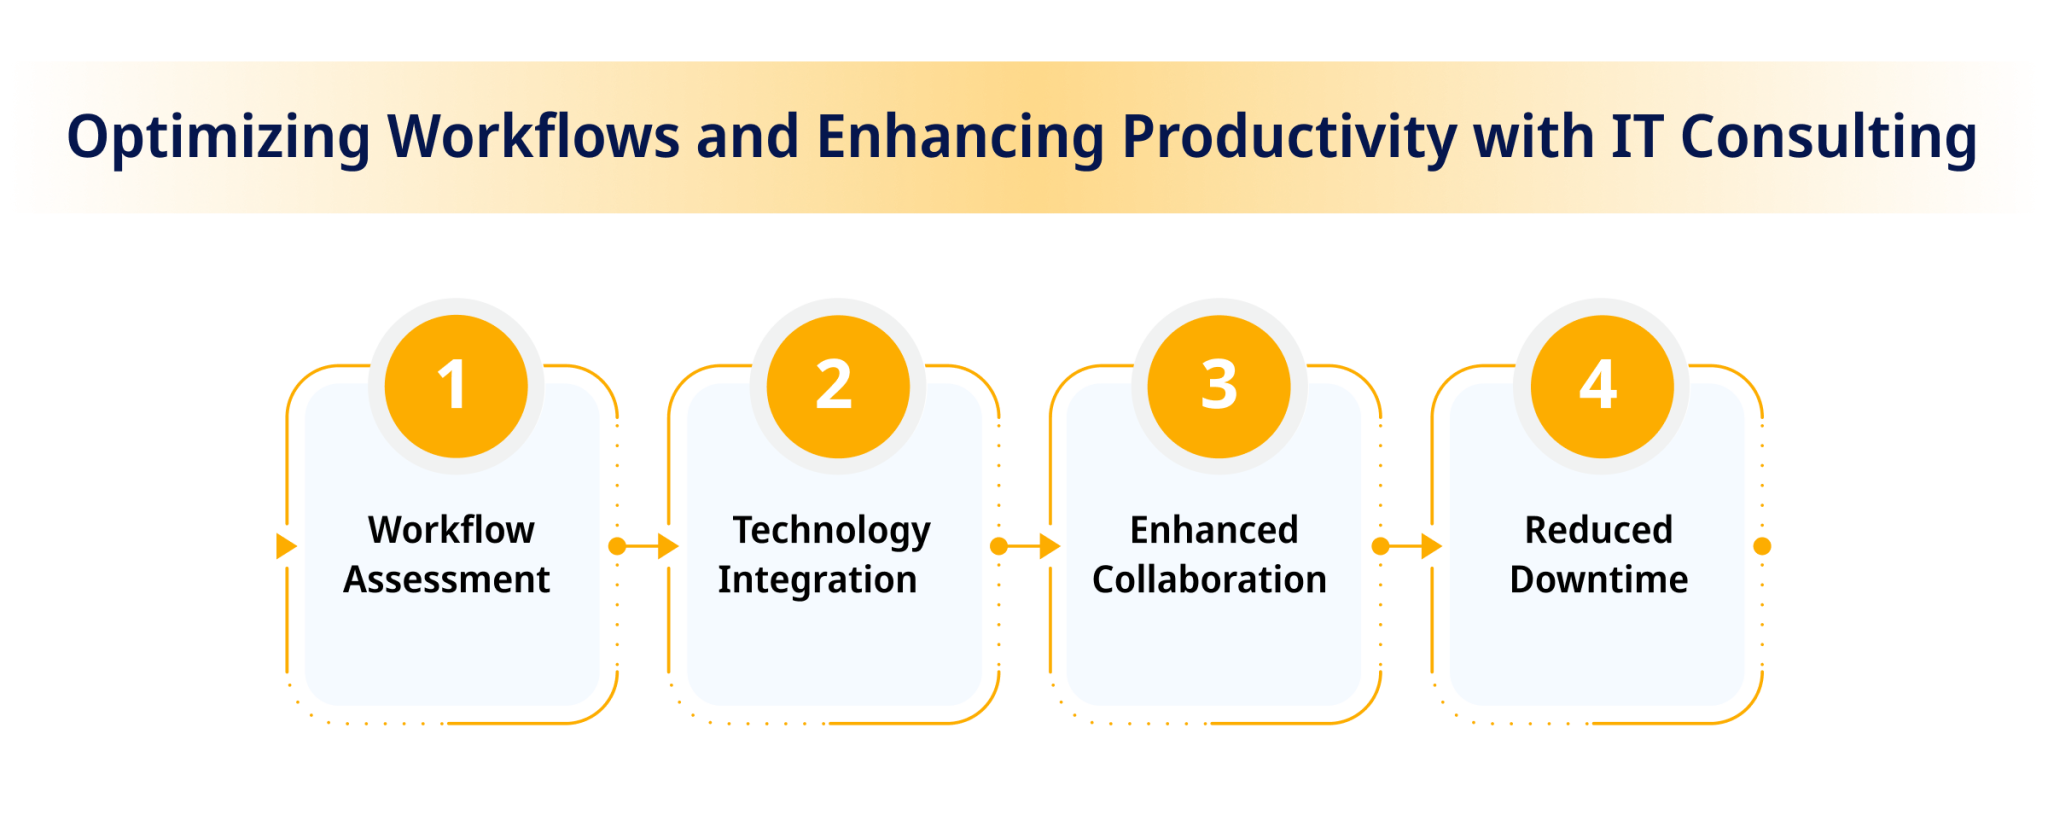 Optimizing Workflows and Enhancing Productivity with IT Consulting
1
Workflow
Assessment
2
Technology
Integration
3
Enhanced
Collaboration
4
Reduced
Downtime